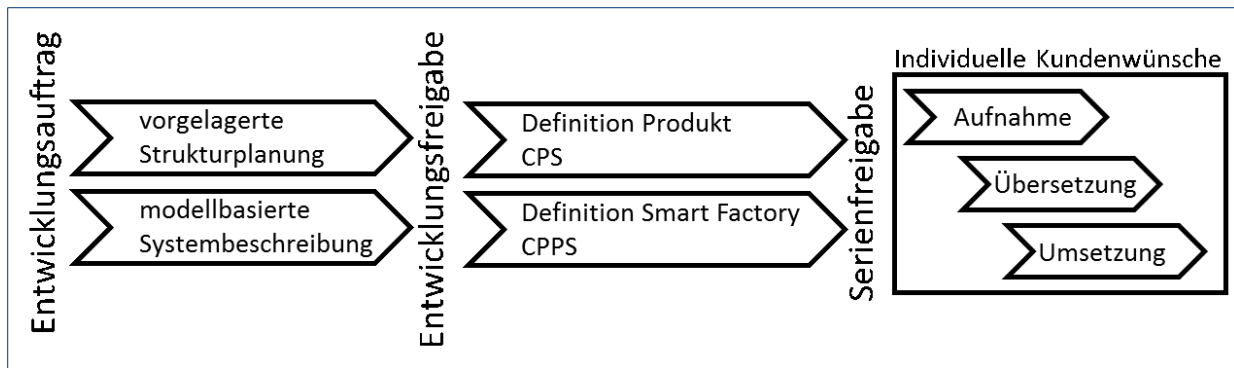 Entwicklungsauftrag
vorgelagerte
Strukturplanung
modellbasierte
Systembeschreibung
Entwicklungsfreigabe
Definition Produkt
CPS
Definition Smart Factory
CPPS
Serienfreigabe
Individuelle Kundenwünsche
Aufnahme
Übersetzung
Umsetzung